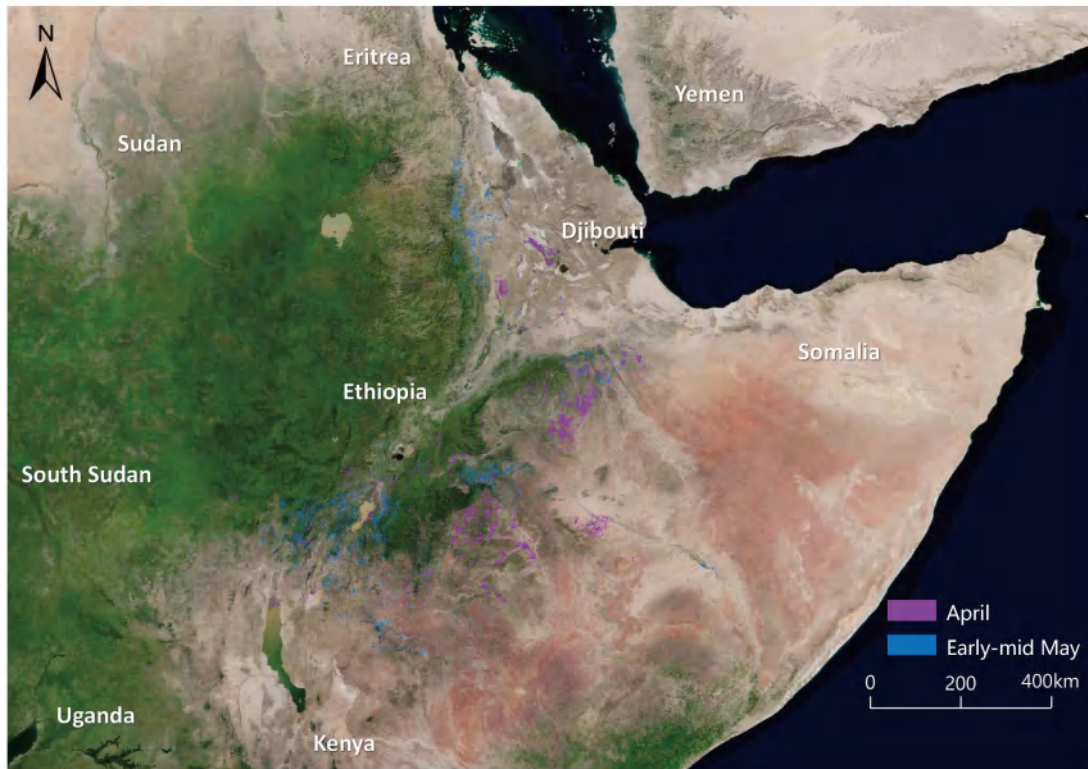 N
Eritrea
Yemen
Sudan
Djibouti
Somalia
Ethiopia
South Sudan
April
Early-mid May
0 200 400km
Uganda
Kenya